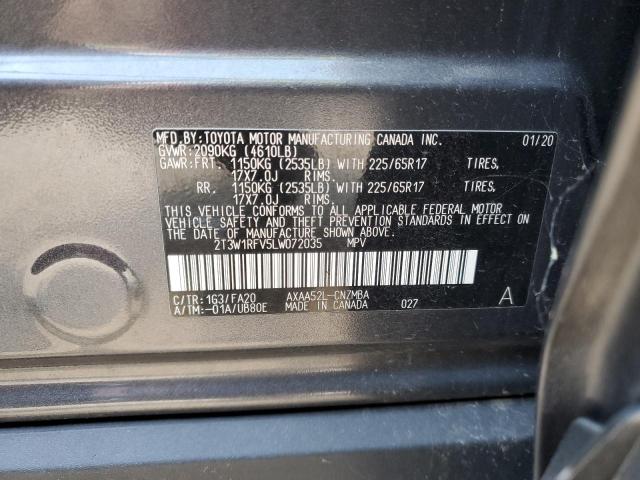 MFD.BY:TOYOTA MOTOR MANUFACTURING CANADA INC. 01/20
GVWR:2090KG (4610LB)
GAWR:FRT. 1150KG (2535LB) WITH 225/65R17 TIRES,
17X7.0J RIMS.
RR. 1150KG (2535LB) WITH 225/65R17 TIRES,
17X7.0J RIMS.
THIS VEHICLE CONFORMS TO ALL APPLICABLE FEDERAL MOTOR
VEHICLE SAFETY AND THEFT PREVENTION STANDARDS IN EFFECT
ON THE DATE OF MANUFACTURE SHOWN ABOVE.
2T3W1RFV5LW072035 MPV
C/TR:1G3/FA20 AXAA52L-CNZMBA 027 A
A/TM:-01A/UB80E MADE IN CANADA